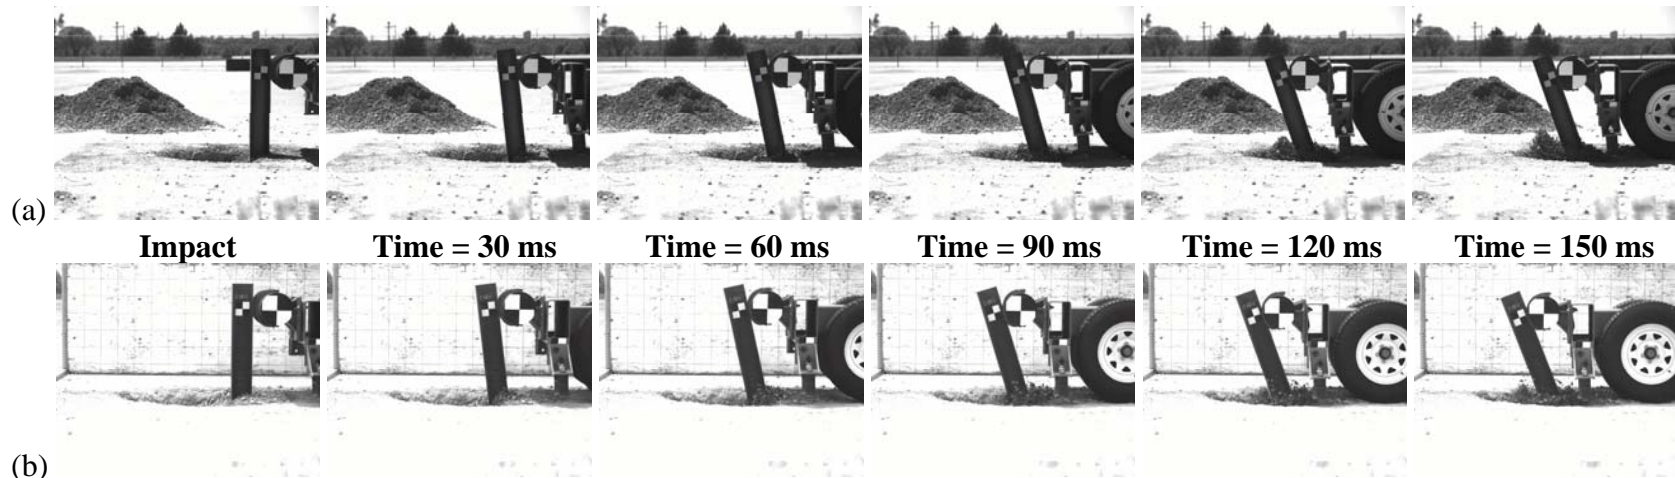 (a)
Impact Time = 30 ms Time = 60 ms Time = 90 ms Time = 120 ms Time = 150 ms
(b)